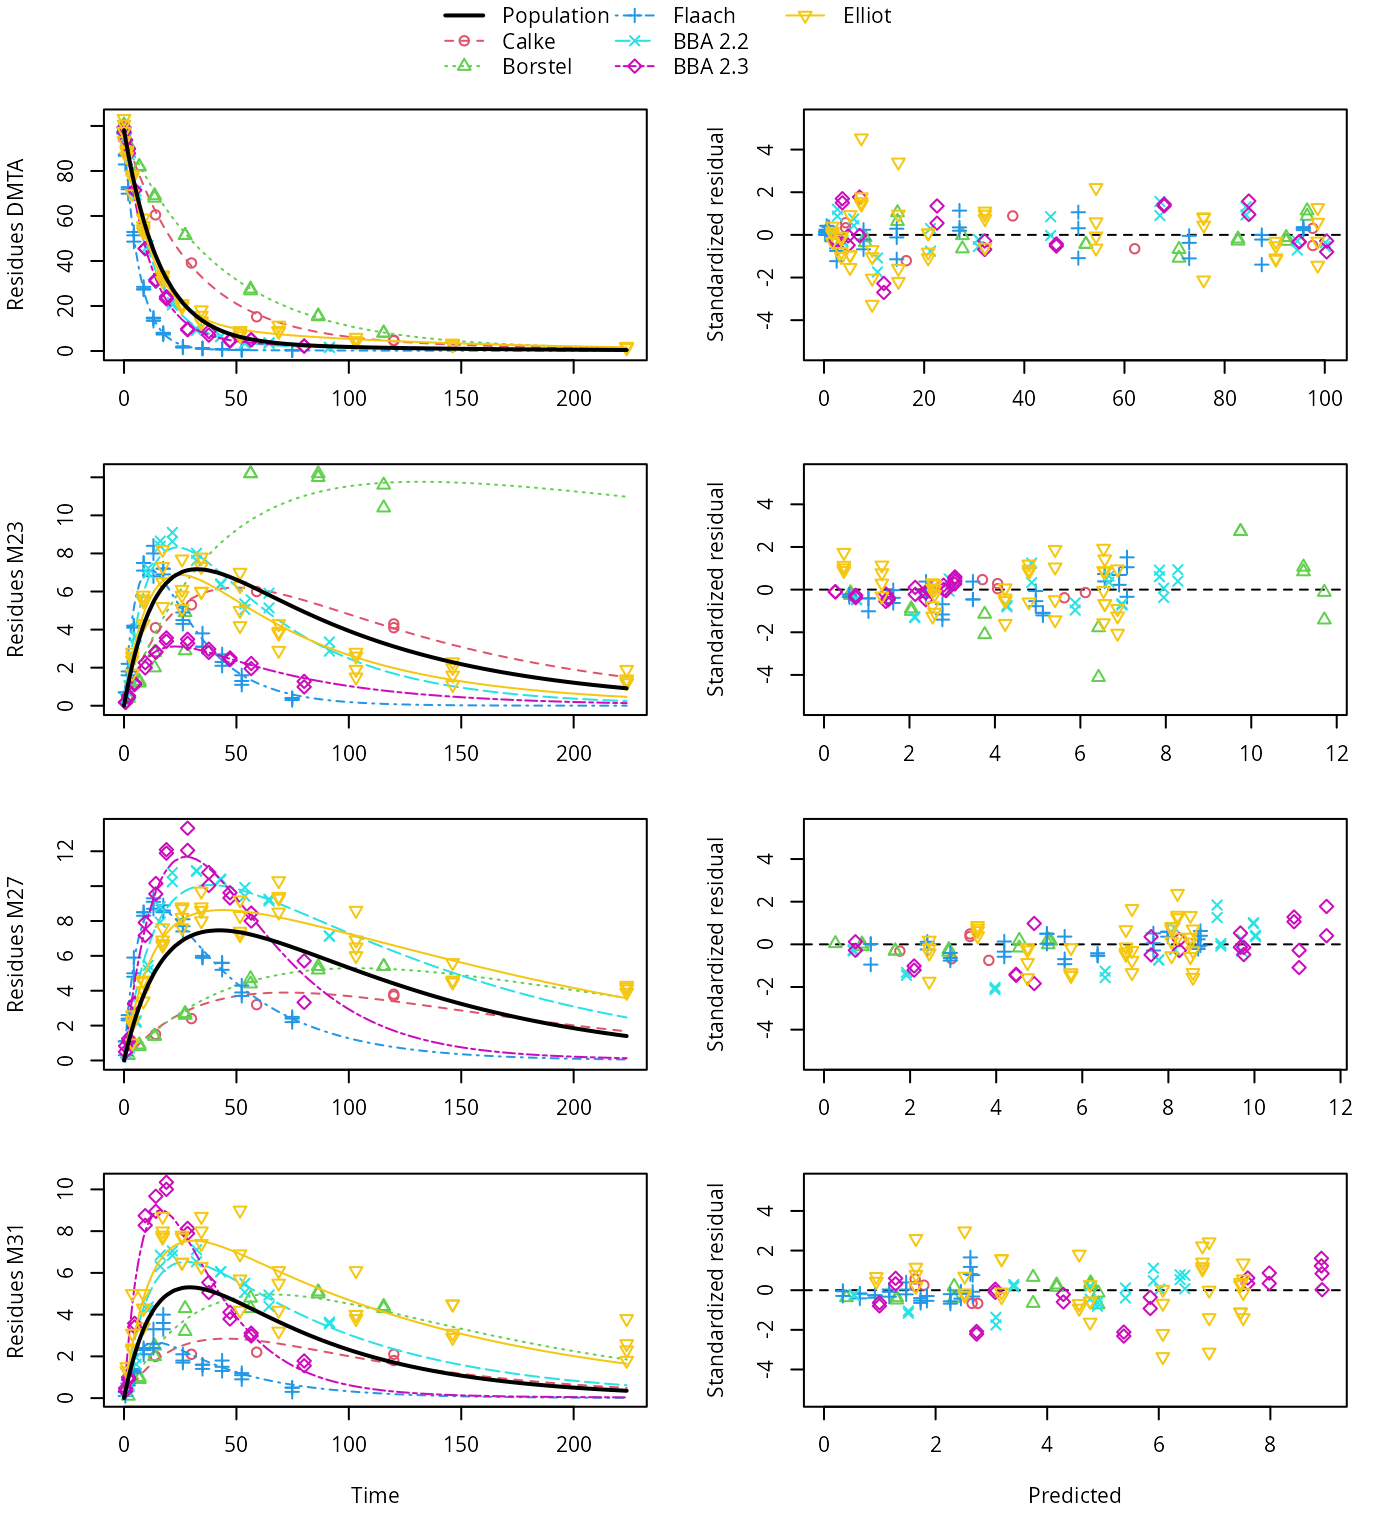 Population Flaach Elliot
Calke BBA 2.2
Borstel BBA 2.3
Residues DMTA
0 20 40 60 80
0 50 100 150 200
Standardized residual
-4 -2 0 2 4
0 20 40 60 80 100
Residues M23
0 2 4 6 8 10
0 50 100 150 200
Standardized residual
-4 -2 0 2 4
0 2 4 6 8 10 12
Residues M27
0 2 4 6 8 12
0 50 100 150 200
Standardized residual
-4 -2 0 2 4
0 2 4 6 8 10 12
Residues M31
0 2 4 6 8 10
0 50 100 150 200
Time
Standardized residual
-4 -2 0 2 4
0 2 4 6 8
Predicted